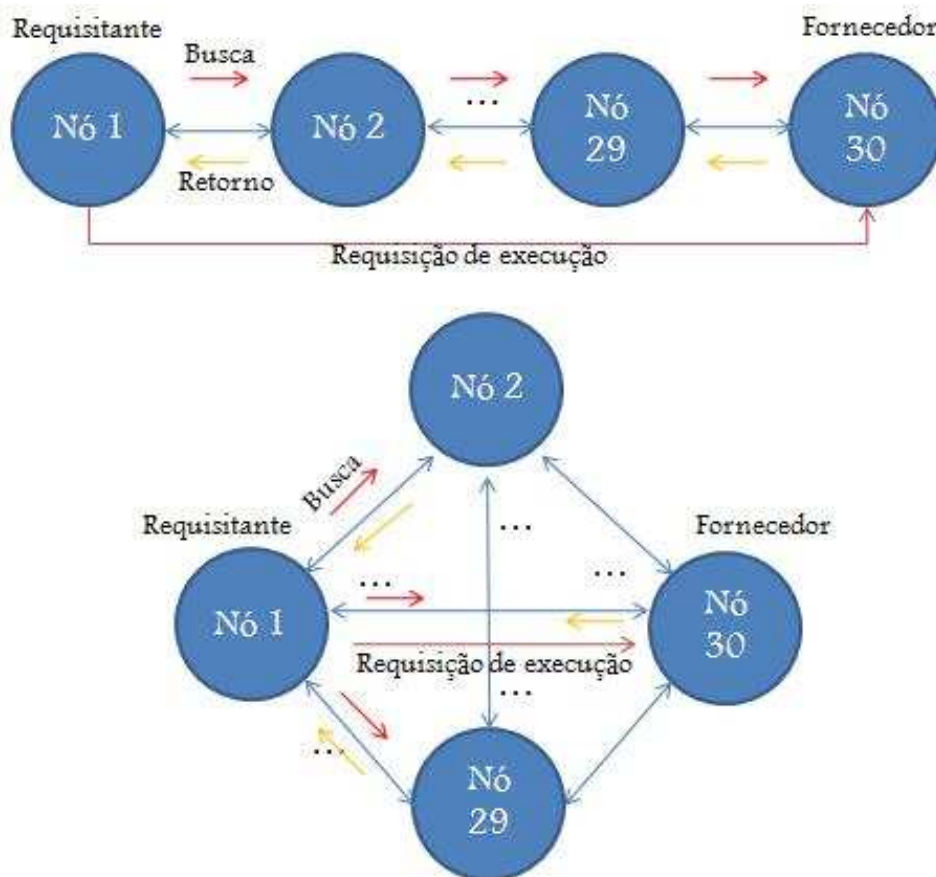 Requisitante
Fornecedor
Busca
Nó 1
Nó 2
...
Nó
29
Nó
30
Retorno
Requisição de execução
Nó 2
Busca
Requisitante
Fornecedor
...
...
...
Nó 1
Nó
30
Requisição de execução
...
...
Nó
29